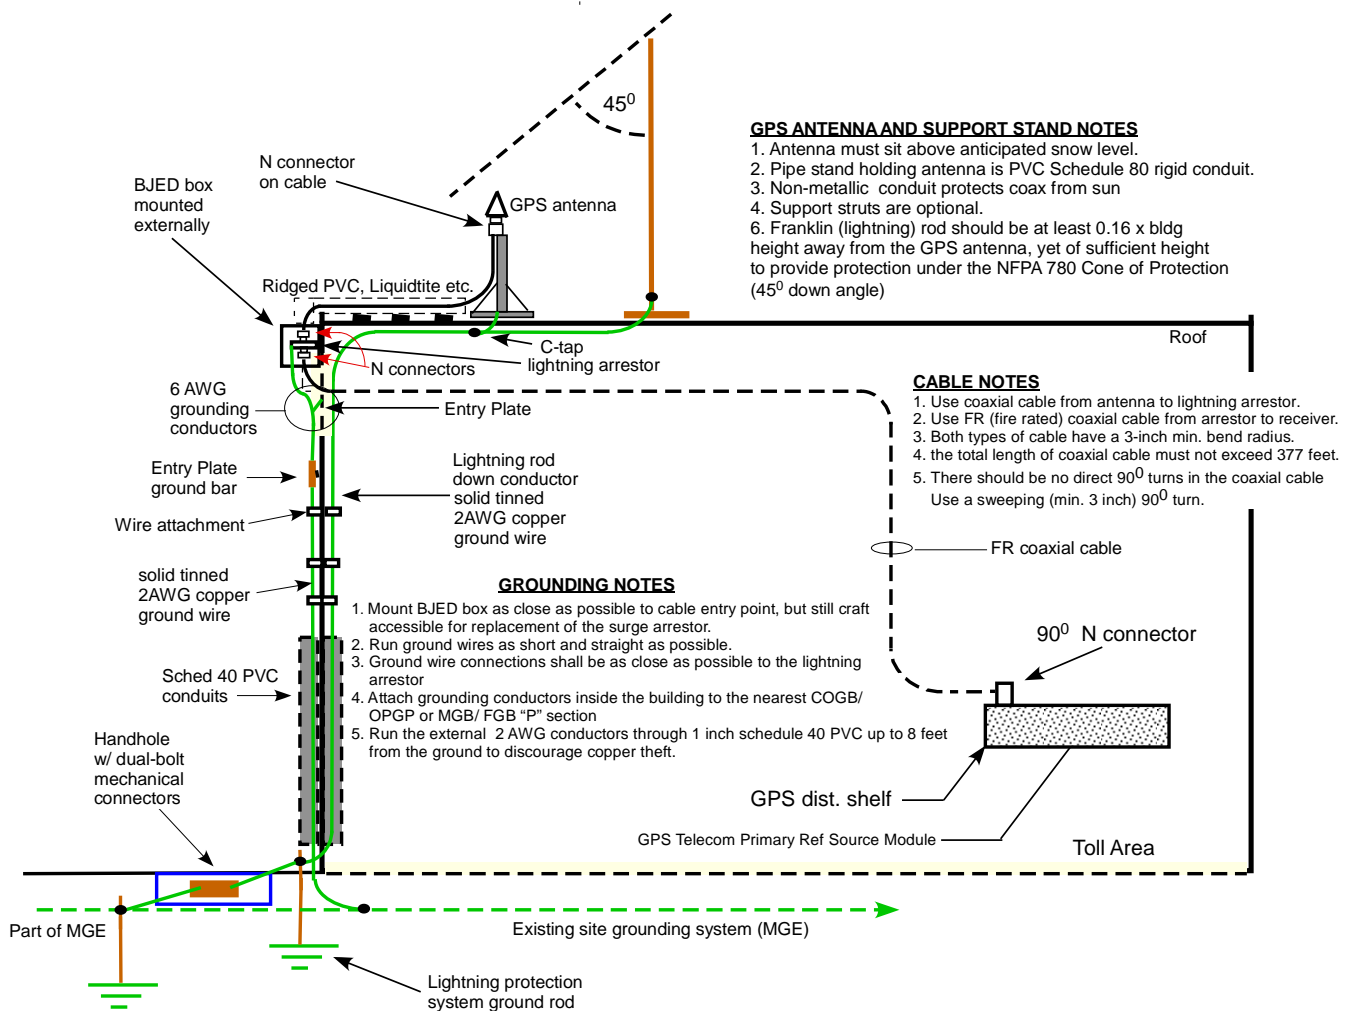 45⁰
GPS ANTENNA AND SUPPORT STAND NOTES
1. Antenna must sit above anticipated snow level.
2. Pipe stand holding antenna is PVC Schedule 80 rigid conduit.
3. Non-metallic conduit protects coax from sun
4. Support struts are optional.
6. Franklin (lightning) rod should be at least 0.16 x bldg
height away from the GPS antenna, yet of sufficient height
to provide protection under the NFPA 780 Cone of Protection
(45⁰ down angle)
N connector
on cable
BJED box
mounted
externally
GPS antenna
Ridged PVC, Liquidtite etc.
Roof
C-tap
lightning arrestor
N connectors
6 AWG
grounding
conductors
Entry Plate
CABLE NOTES
1. Use coaxial cable from antenna to lightning arrestor.
2. Use FR (fire rated) coaxial cable from arrestor to receiver.
3. Both types of cable have a 3-inch min. bend radius.
4. the total length of coaxial cable must not exceed 377 feet.
5. There should be no direct 90⁰ turns in the coaxial cable
Use a sweeping (min. 3 inch) 90⁰ turn.
Entry Plate
ground bar
Lightning rod
down conductor
solid tinned
2AWG copper
ground wire
Wire attachment
FR coaxial cable
solid tinned
2AWG copper
ground wire
GROUNDING NOTES
1. Mount BJED box as close as possible to cable entry point, but still craft
accessible for replacement of the surge arrestor.
2. Run ground wires as short and straight as possible.
3. Ground wire connections shall be as close as possible to the lightning
arrestor
4. Attach grounding conductors inside the building to the nearest COGB/
OPGP or MGB/ FGB “P” section
5. Run the external 2 AWG conductors through 1 inch schedule 40 PVC up to 8 feet
from the ground to discourage copper theft.
90⁰ N connector
Sched 40 PVC
conduits
Handhole
w/ dual-bolt
mechanical
connectors
GPS dist. shelf
GPS Telecom Primary Ref Source Module
Toll Area
Part of MGE
Existing site grounding system (MGE)
Lightning protection
system ground rod